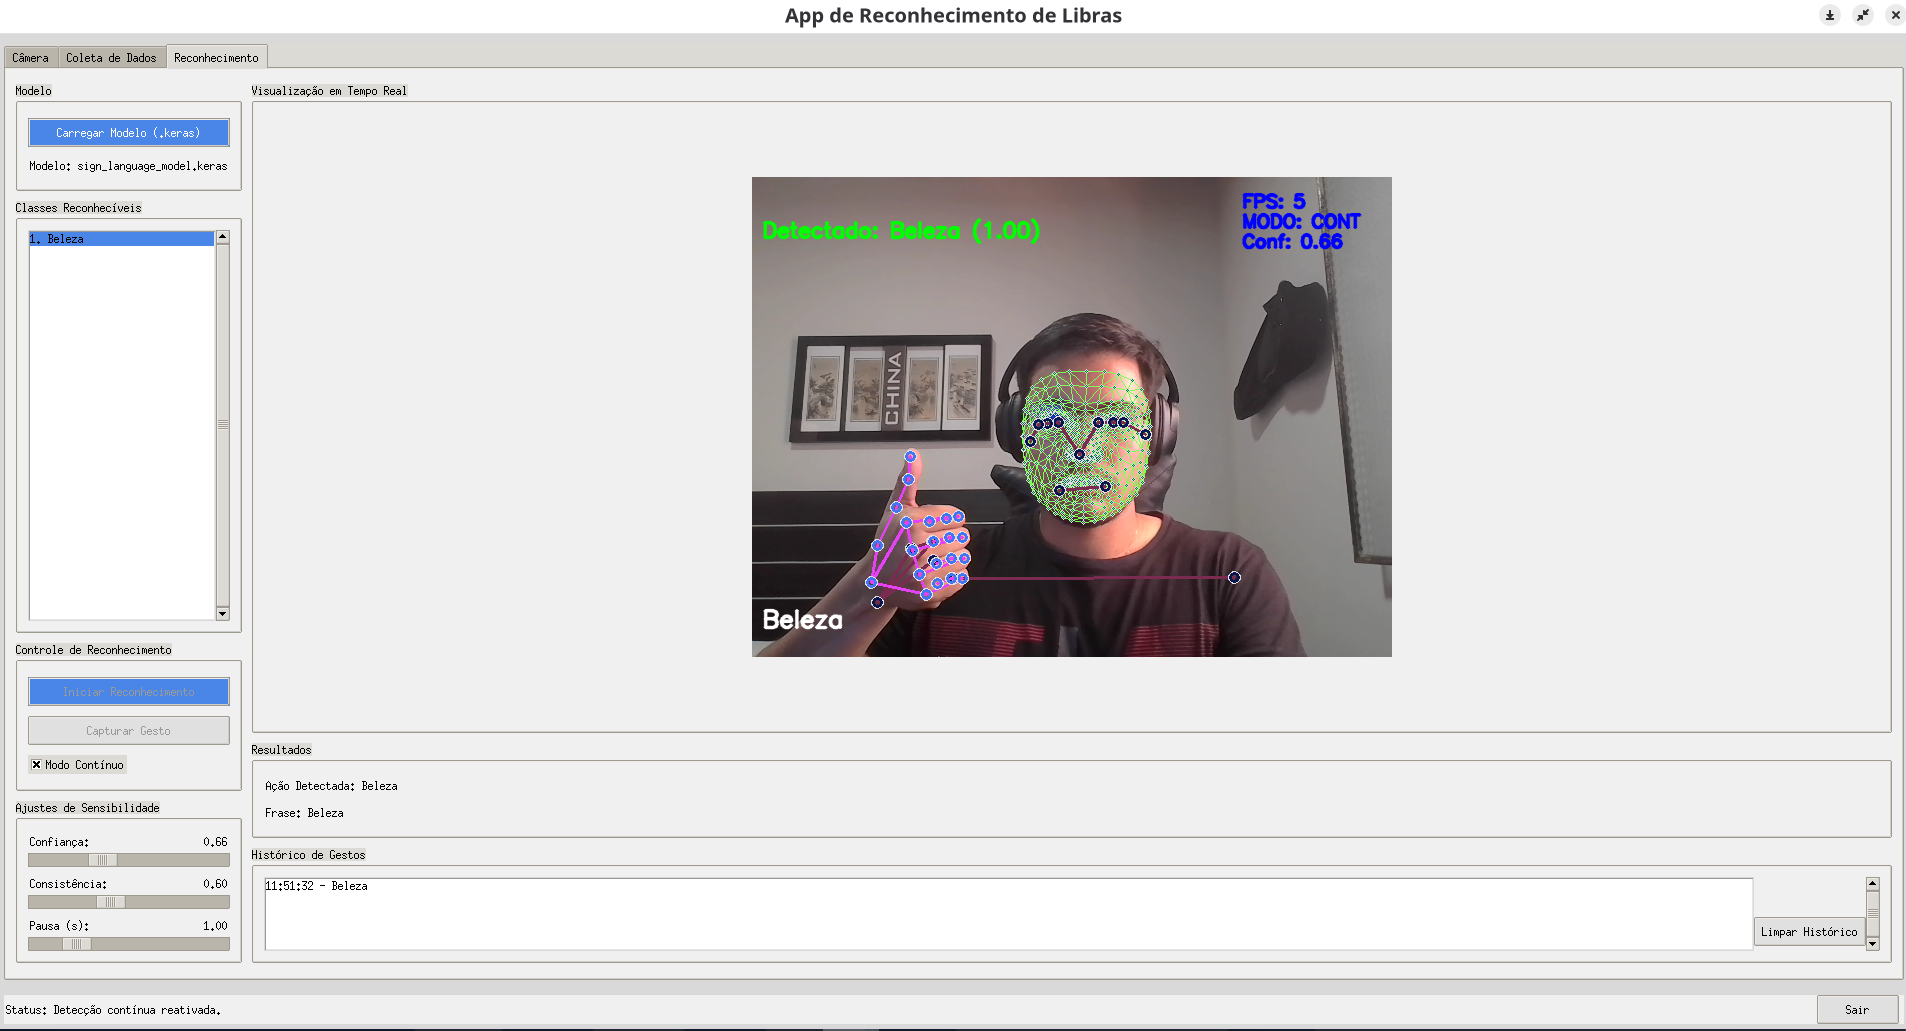 App de Reconhecimento de Libras
Câmera
Coleta de Dados
Reconhecimento
Modelo
Carregar Modelo (.keras)
Modelo: sign_language_model.keras
Classes Reconhecíveis
1. Beleza
Controle de Reconhecimento
Iniciar Reconhecimento
Capturar Gesto
Modo Contínuo
Ajustes de Sensibilidade
Confiança: 0.66
Consistência: 0.60
Pausa (s): 1.00
Visualização em Tempo Real
Detectado: Beleza (1.00)
FPS: 5
MODO: CONT
Conf: 0.66
CHINA
Beleza
Resultados
Ação Detectada: Beleza
Frase: Beleza
Histórico de Gestos
11:51:32 - Beleza
Limpar Histórico
Status: Detecção contínua reativada.
Sair